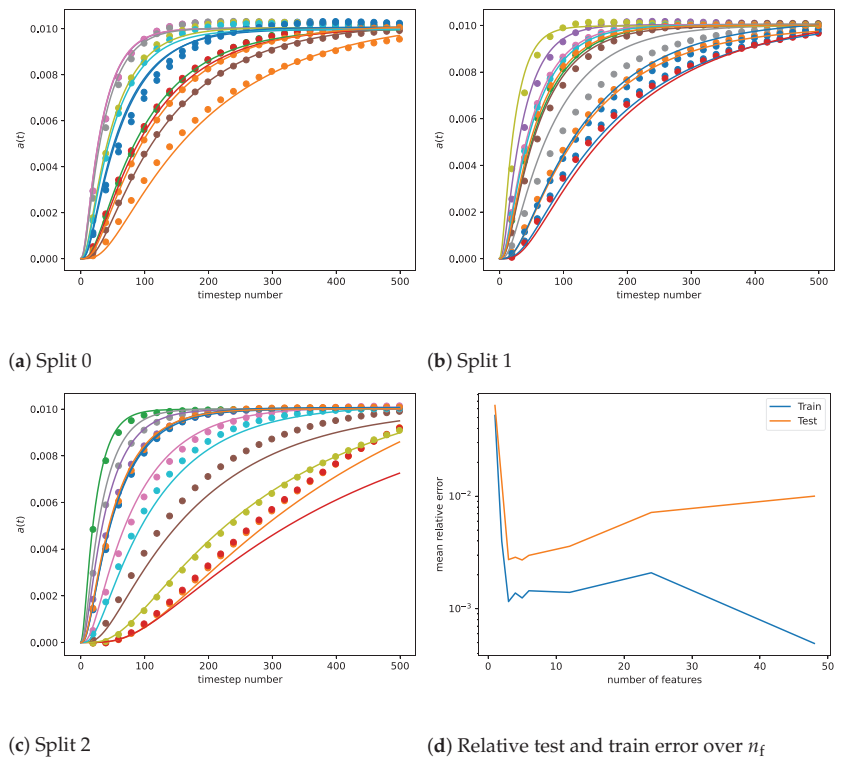 0.010
0.008
0.006
0.004
0.002
0.000
a(t)
0 100 200 300 400 500
timestep number
(a) Split 0
0.010
0.008
0.006
0.004
0.002
0.000
a(t)
0 100 200 300 400 500
timestep number
(b) Split 1
0.010
0.008
0.006
0.004
0.002
0.000
a(t)
0 100 200 300 400 500
timestep number
(c) Split 2
Train
Test
10⁻²
10⁻³
mean relative error
0 10 20 30 40 50
number of features
(d) Relative test and train error over n_f